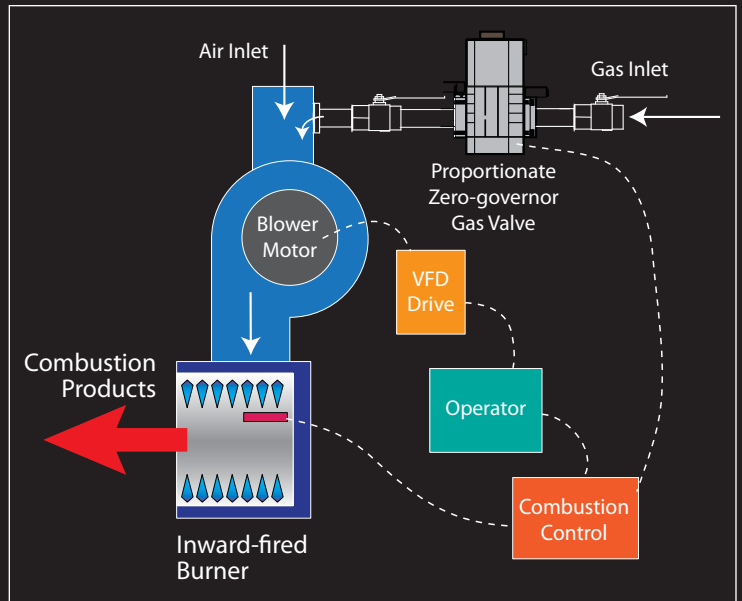 Air Inlet
Gas Inlet
Proportionate
Zero-governor
Gas Valve
Blower
Motor
VFD
Drive
Combustion
Products
Operator
Combustion
Control
Inward-fired
Burner